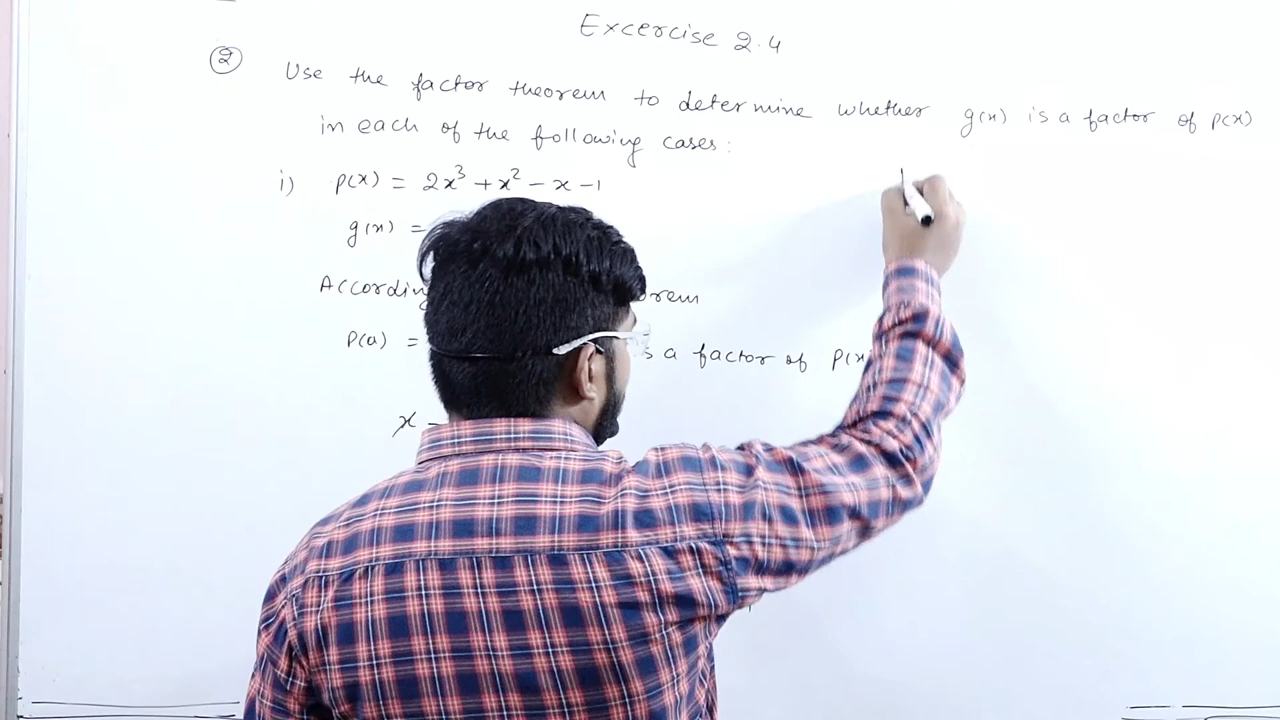 Excercise 2.4
② Use the factor theorem to determine whether g(x) is a factor of p(x)
in each of the following cases:
i) p(x) = 2x³ + x² - x - 1
g(x) =
According
p(a) = is a factor of p(x
x -